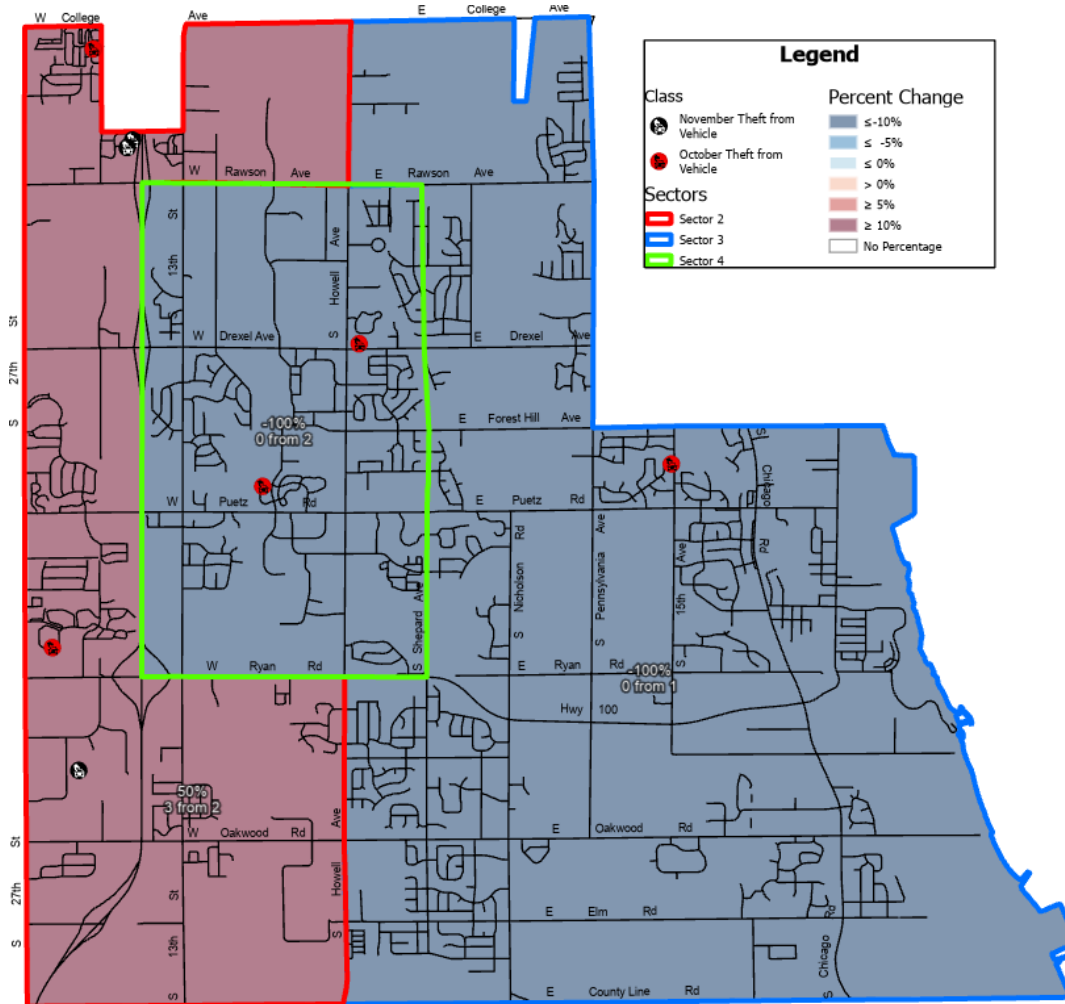 W College Ave
E College Ave
W Rawson Ave
E Rawson Ave
13th St
S Howell Ave
W Drexel Ave
E Drexel Ave
S 27th St
-100%
0 from 2
E Forest Hill Ave
W Puetz Rd
E Puetz Rd
S Chicago Rd
S Nicholson Rd
S Pennsylvania Ave
S 15th Ave
S Shepard Ave
W Ryan Rd
E Ryan Rd
-100%
0 from 1
Hwy 100
50%
3 from 2
W Oakwood Rd
E Oakwood Rd
S 27th St
S 13th St
S Howell Ave
E Elm Rd
S Chicago Rd
E County Line Rd
Legend
Class
November Theft from
Vehicle
October Theft from
Vehicle
Sectors
Sector 2
Sector 3
Sector 4
Percent Change
≤-10%
≤ -5%
≤ 0%
> 0%
≥ 5%
≥ 10%
No Percentage